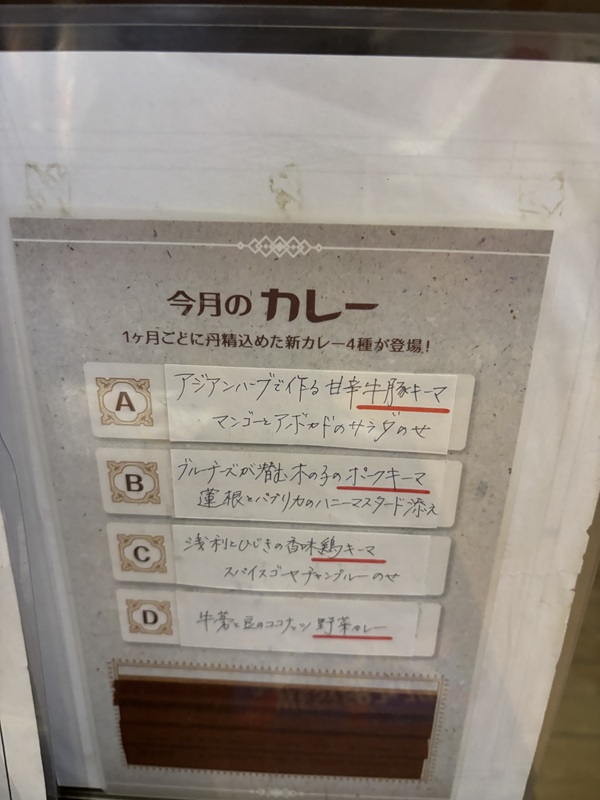 今月のカレー
1ヶ月ごとに丹精込めた新カレー4種が登場!
A
アジアンハーブで作る甘辛牛豚キーマ
マンゴーとアボカドのサラダのせ
B
ブルーチーズが潜む木の子のポークキーマ
蓮根とパプリカのハニーマスタード添え
C
浅利とひじきの香味鶏キーマ
スパイスゴーヤチャンプルーのせ
D
牛蒡と豆のココナッツ野菜カレー